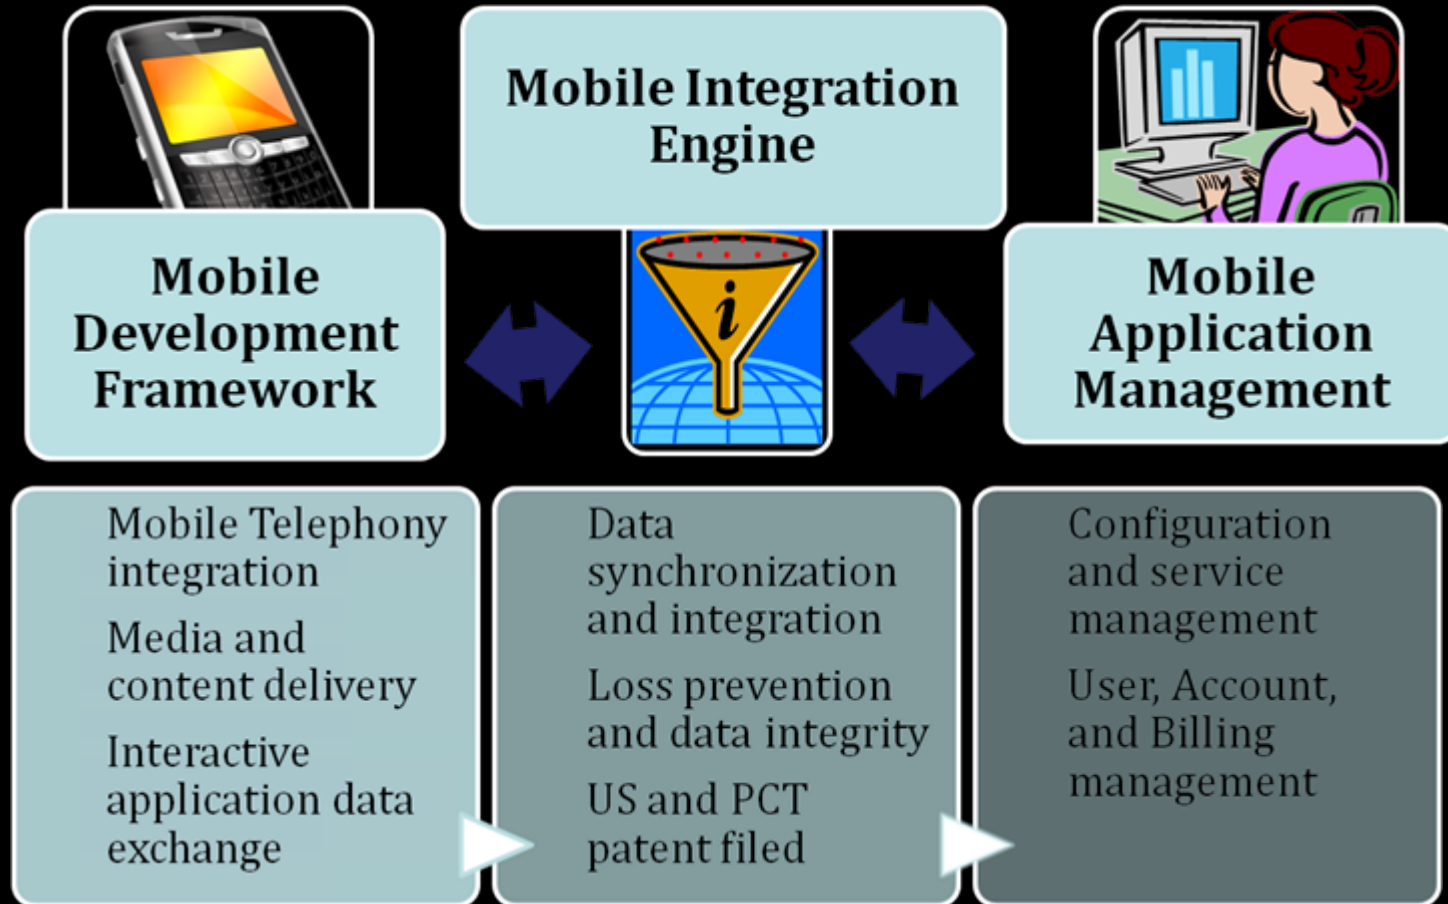 Mobile Integration
Engine
Mobile
Development
Framework
i
Mobile
Application
Management
Mobile Telephony
integration
Media and
content delivery
Interactive
application data
exchange
Data
synchronization
and integration
Loss prevention
and data integrity
US and PCT
patent filed
Configuration
and service
management
User, Account,
and Billing
management